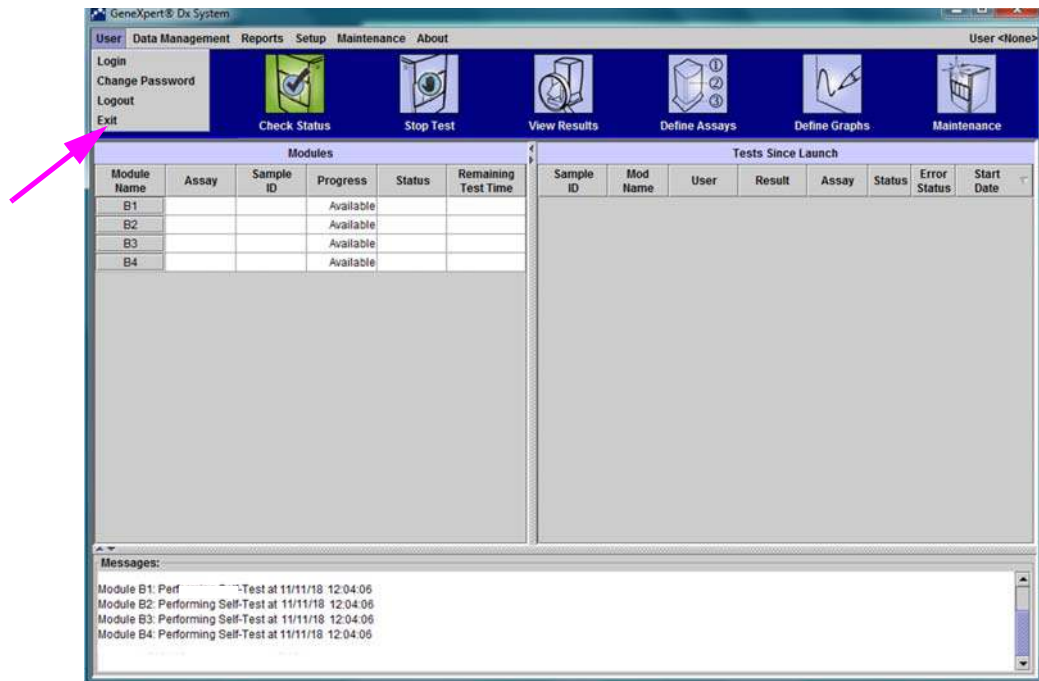 GeneXpert® Dx System
User Data Management Reports Setup Maintenance About User <None>
Login
Change Password
Logout
Exit
Check Status Stop Test View Results Define Assays Define Graphs Maintenance
Modules
Module Name Assay Sample ID Progress Status Remaining Test Time
B1 Available
B2 Available
B3 Available
B4 Available
Tests Since Launch
Sample ID Mod Name User Result Assay Status Error Status Start Date
Messages:
Module B1: Perf -Test at 11/11/18 12:04:06
Module B2: Performing Self-Test at 11/11/18 12:04:06
Module B3: Performing Self-Test at 11/11/18 12:04:06
Module B4: Performing Self-Test at 11/11/18 12:04:06